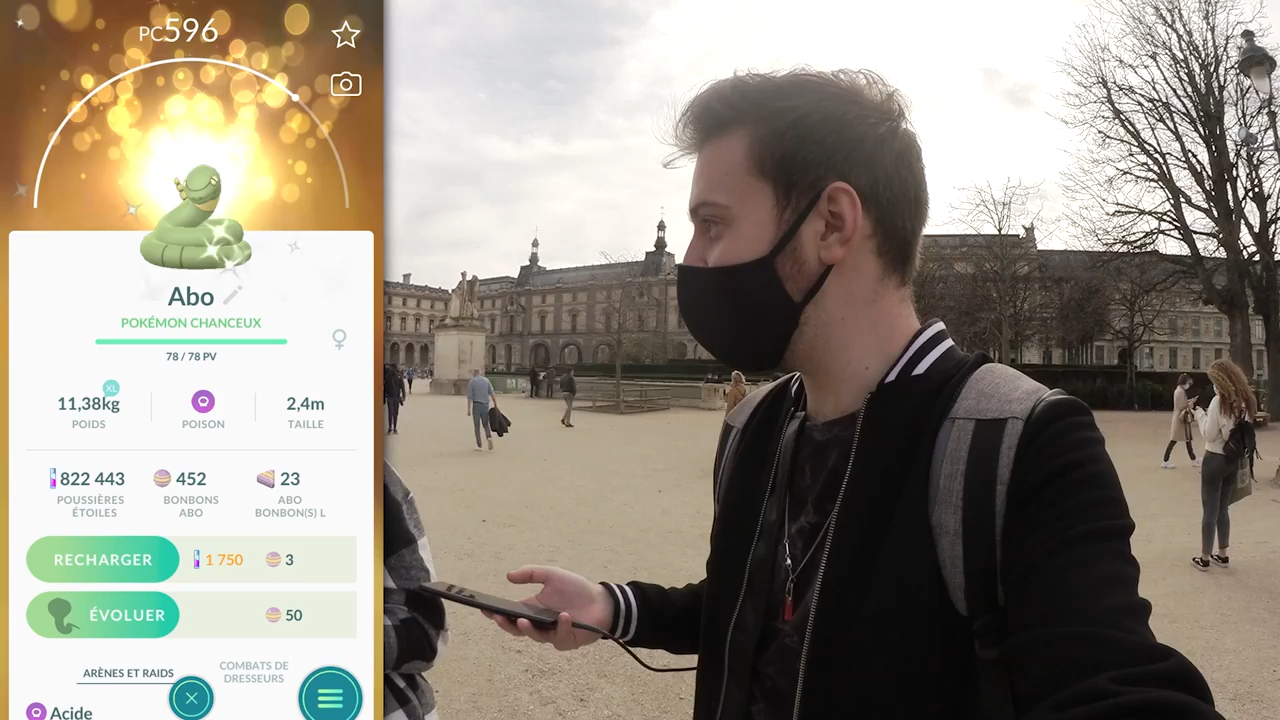 PC596
Abo
POKÉMON CHANCEUX
78 / 78 PV
XL
11,38kg
POIDS
POISON
2,4m
TAILLE
822 443
POUSSIÈRES
ÉTOILES
452
BONBONS
ABO
23
ABO
BONBON(S) L
RECHARGER
1 750
3
ÉVOLUER
50
ARÈNES ET RAIDS
COMBATS DE
DRESSEURS
Acide